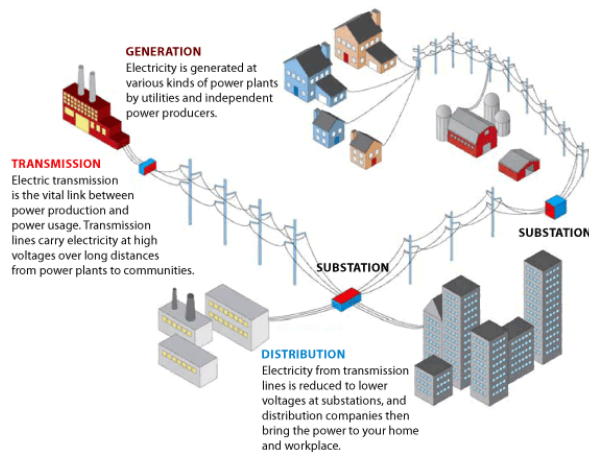 GENERATION
Electricity is generated at
various kinds of power plants
by utilities and independent
power producers.
TRANSMISSION
Electric transmission
is the vital link between
power production and
power usage. Transmission
lines carry electricity at high
voltages over long distances
from power plants to communities.
SUBSTATION
SUBSTATION
DISTRIBUTION
Electricity from transmission
lines is reduced to lower
voltages at substations, and
distribution companies then
bring the power to your home
and workplace.